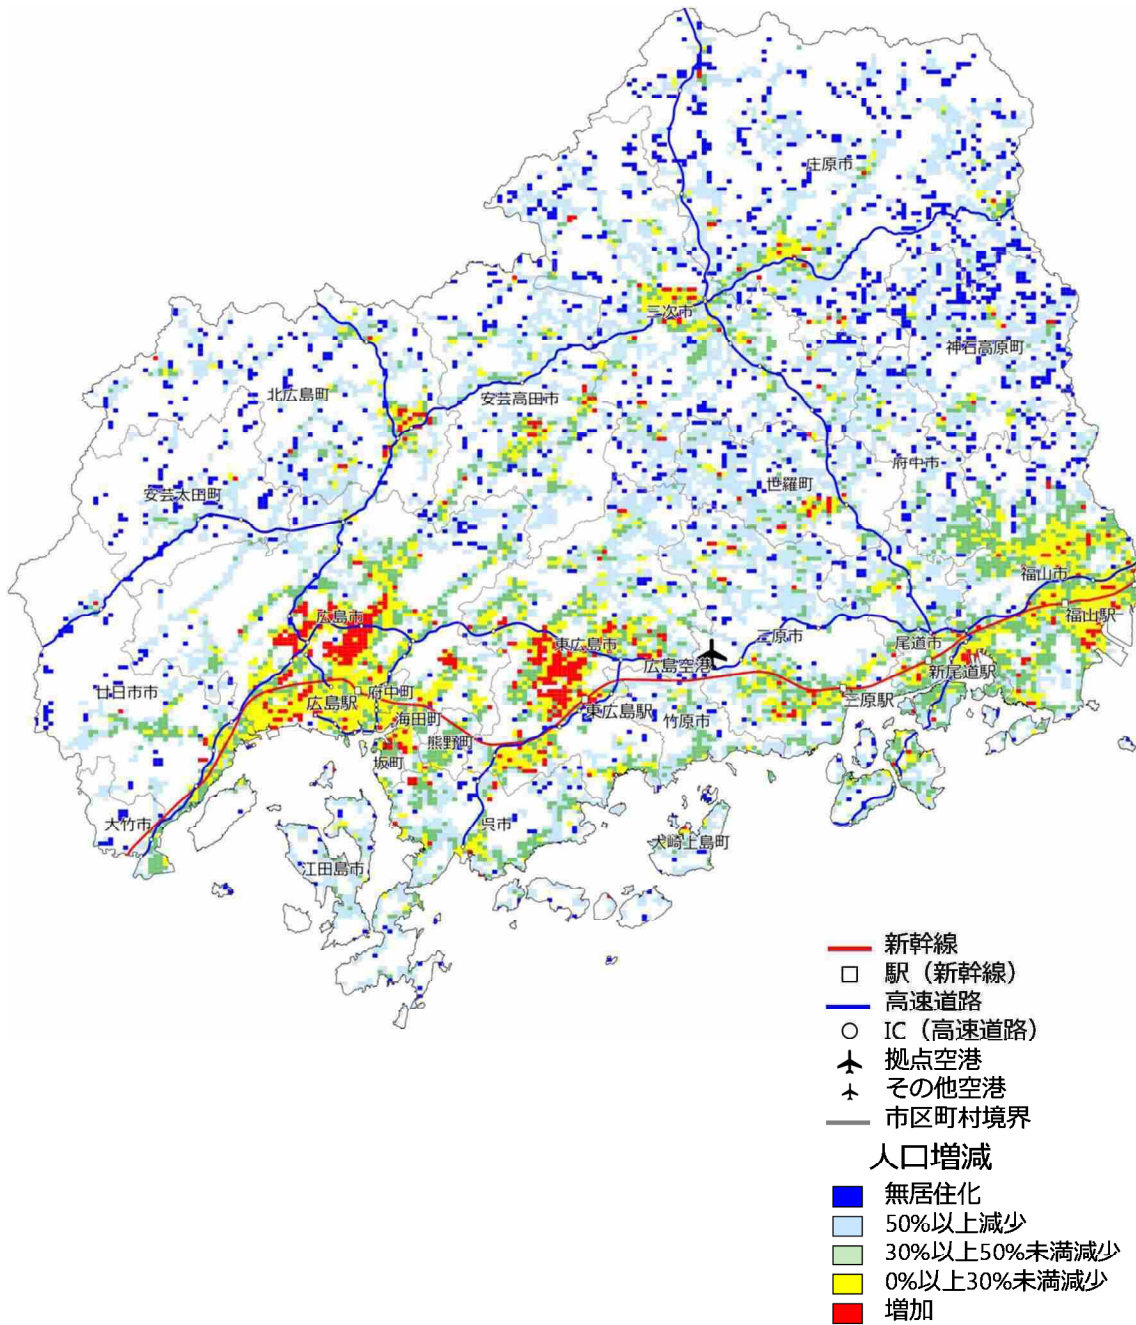 庄原市
三次市
神石高原町
北広島町
安芸高田市
府中市
世羅町
安芸太田町
福山市
福山駅
広島市
東広島市
三原市
尾道市
広島空港
新尾道駅
廿日市市
府中町
三原駅
広島駅
東広島駅
海田町
竹原市
熊野町
坂町
大竹市
呉市
大崎上島町
江田島市
新幹線
駅（新幹線）
高速道路
IC（高速道路）
拠点空港
その他空港
市区町村境界
人口増減
無居住化
50%以上減少
30%以上50%未満減少
0%以上30%未満減少
増加